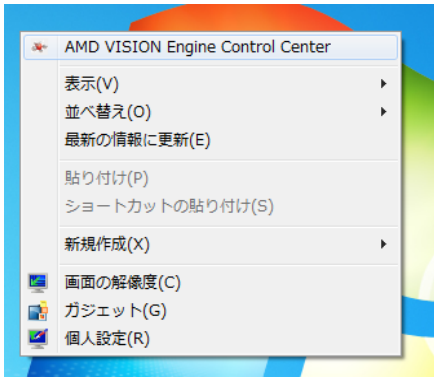 AMD VISION Engine Control Center
表示(V)
並べ替え(O)
最新の情報に更新(E)
貼り付け(P)
ショートカットの貼り付け(S)
新規作成(X)
画面の解像度(C)
ガジェット(G)
個人設定(R)